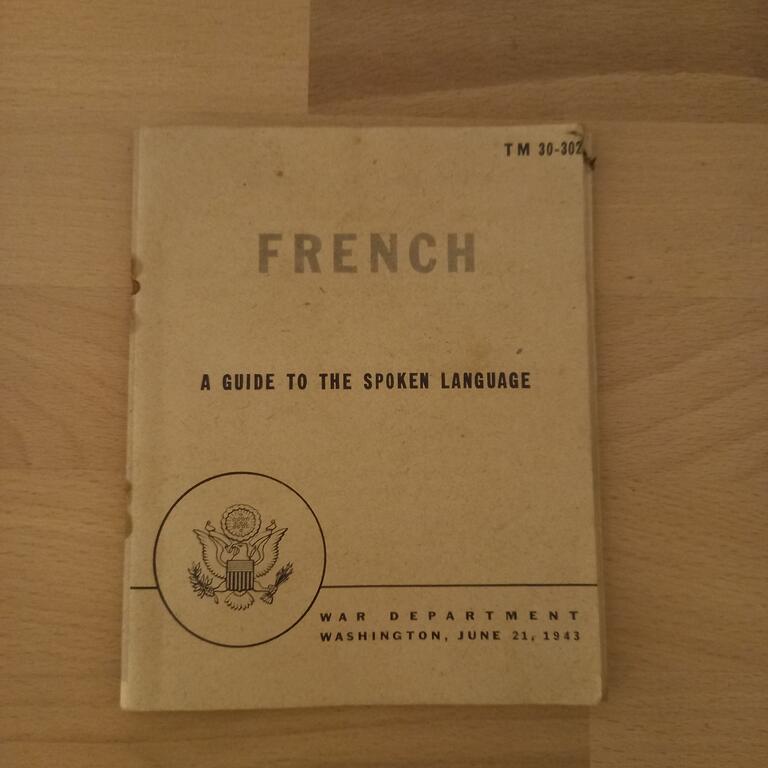 TM 30-302
FRENCH
A GUIDE TO THE SPOKEN LANGUAGE
WAR DEPARTMENT
WASHINGTON, JUNE 21, 1943